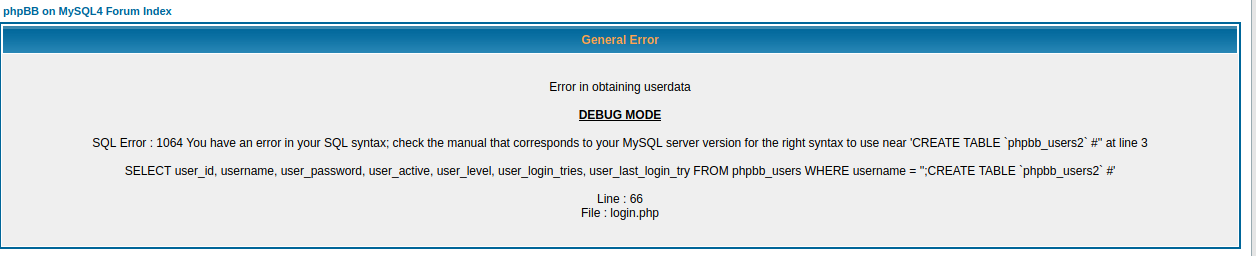 phpBB on MySQL4 Forum Index
General Error
Error in obtaining userdata
DEBUG MODE
SQL Error : 1064 You have an error in your SQL syntax; check the manual that corresponds to your MySQL server version for the right syntax to use near 'CREATE TABLE `phpbb_users2` #'' at line 3
SELECT user_id, username, user_password, user_active, user_level, user_login_tries, user_last_login_try FROM phpbb_users WHERE username = '';CREATE TABLE `phpbb_users2` #'
Line : 66
File : login.php